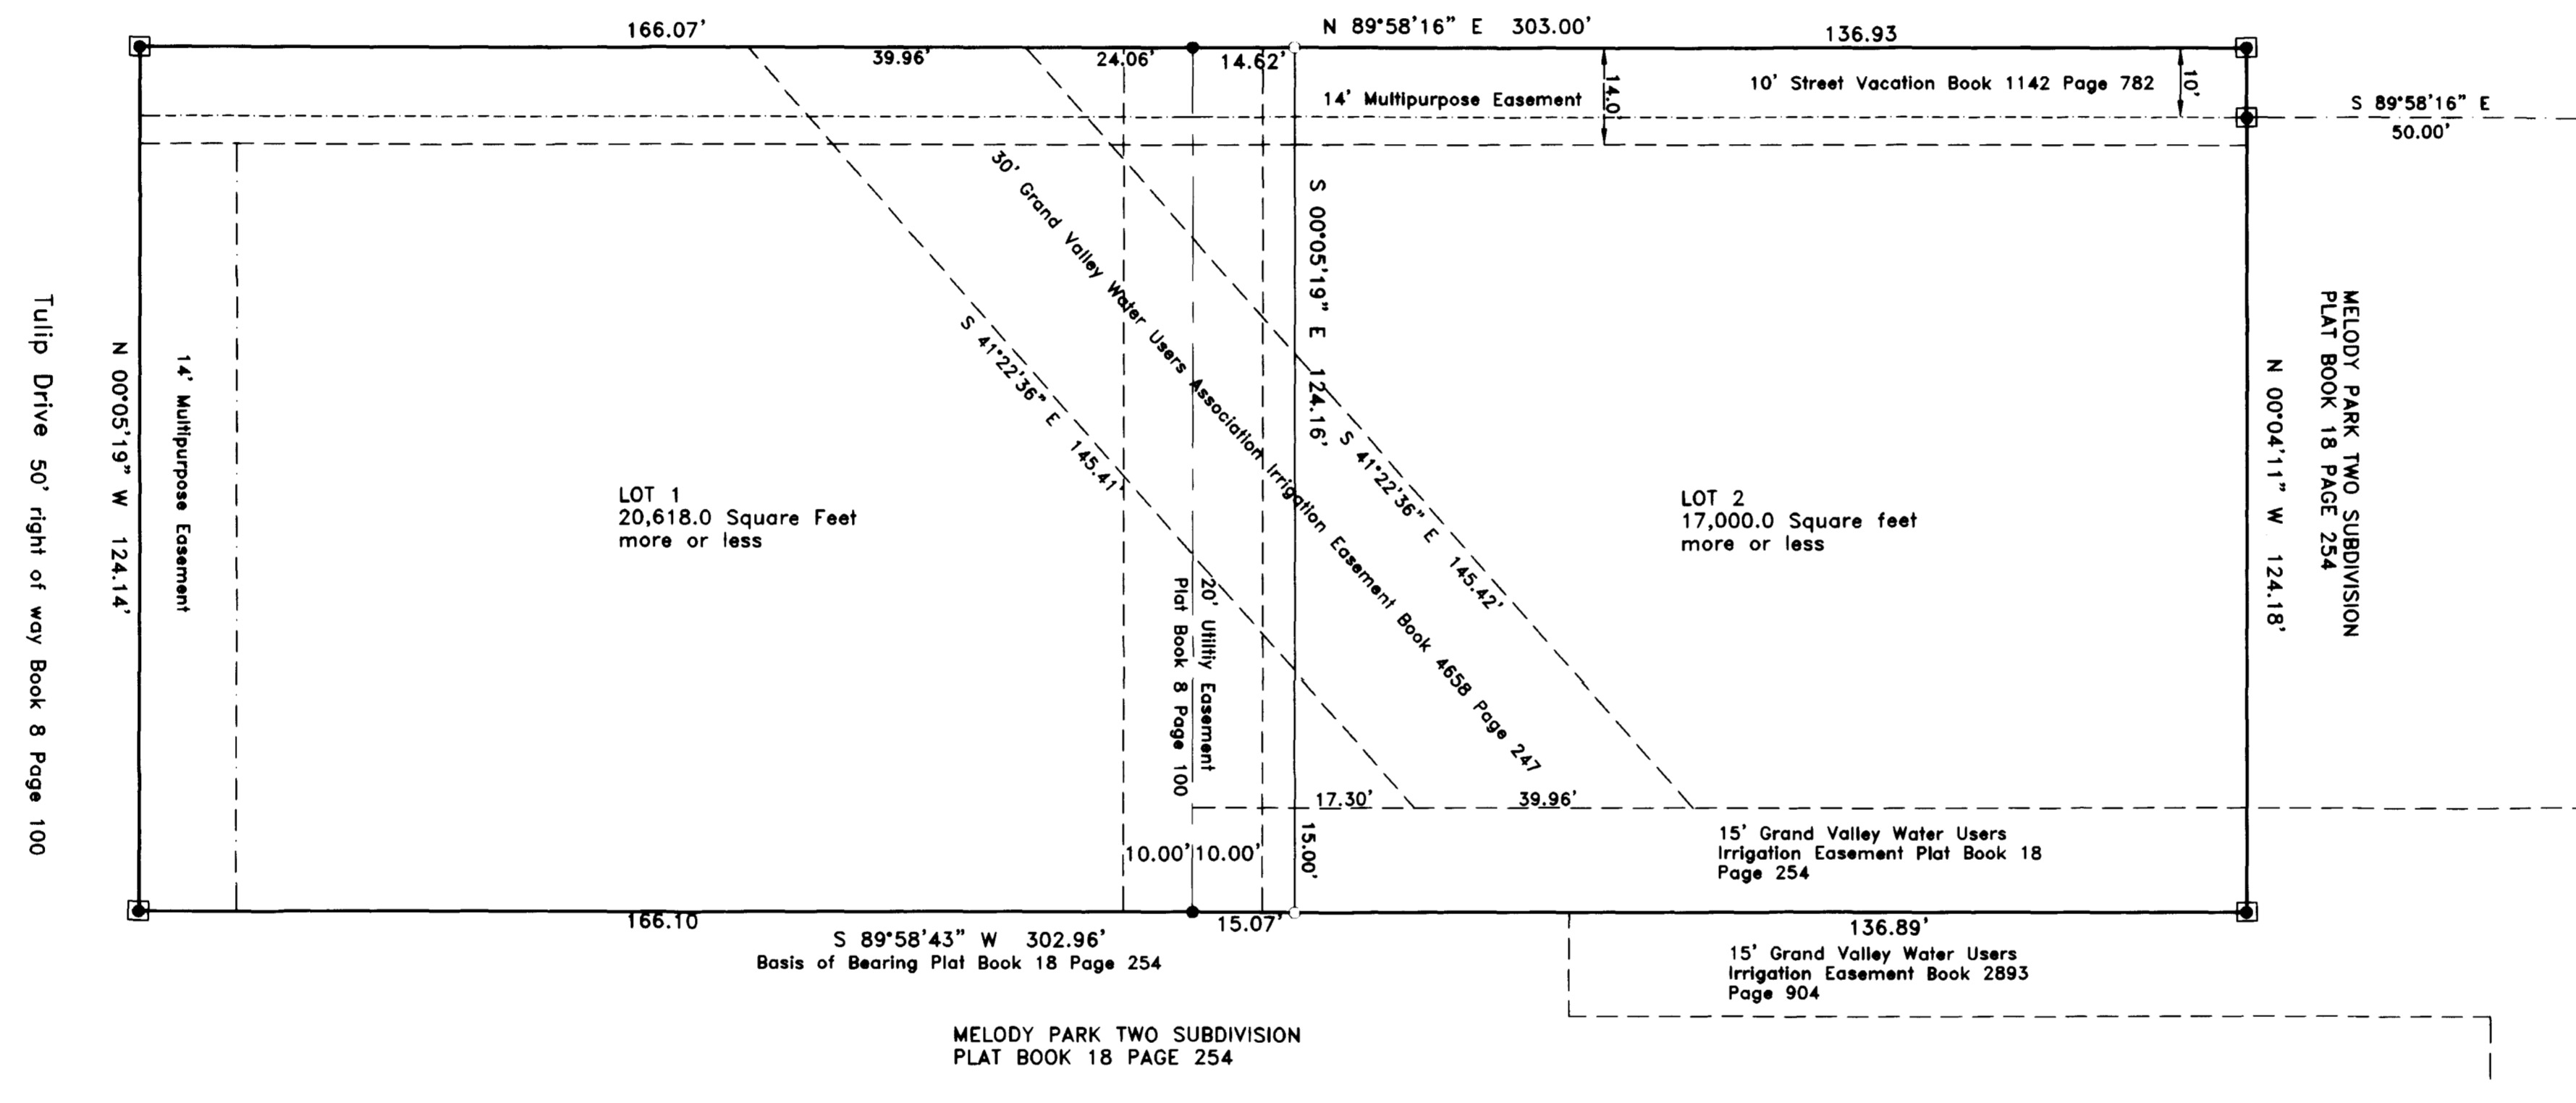 166.07'
N 89°58'16" E 303.00'
136.93
39.96'
24.06'
14.62'
14' Multipurpose Easement
14.0
10' Street Vacation Book 1142 Page 782
10'
S 89°58'16" E
50.00'
30' Grand Valley Water Users Association Irrigation Easement Book 4658 Page 247
S 00°05'19" E 124.16'
S 41°22'36" E 145.41'
S 41°22'36" E 145.42'
Tulip Drive 50' right of way Book 8 Page 100
N 00°05'19" W 124.14'
14' Multipurpose Easement
LOT 1
20,618.0 Square Feet
more or less
LOT 2
17,000.0 Square feet
more or less
N 00°04'11" W 124.18'
MELODY PARK TWO SUBDIVISION
PLAT BOOK 18 PAGE 254
20' Utiltiy Easement
Plat Book 8 Page 100
17.30'
39.96'
15.00'
10.00'
10.00'
15' Grand Valley Water Users
Irrigation Easement Plat Book 18
Page 254
166.10
15.07'
136.89'
S 89°58'43" W 302.96'
Basis of Bearing Plat Book 18 Page 254
15' Grand Valley Water Users
Irrigation Easement Book 2893
Page 904
MELODY PARK TWO SUBDIVISION
PLAT BOOK 18 PAGE 254